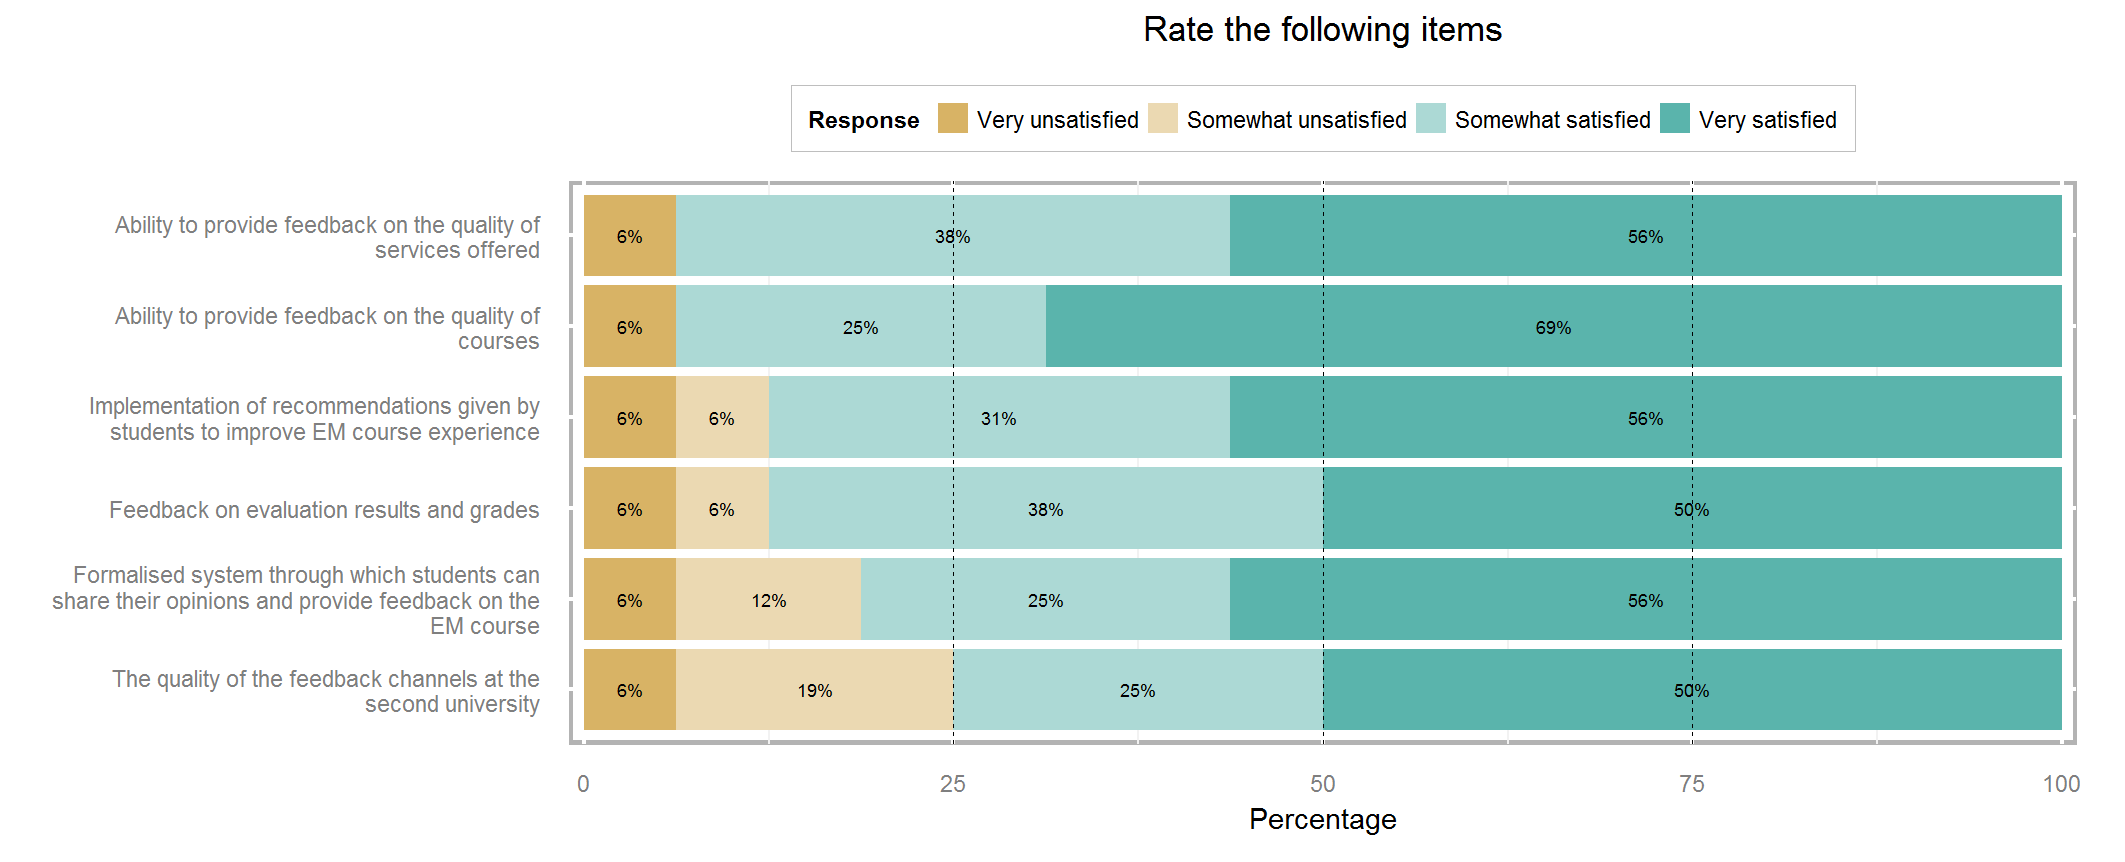 Rate the following items
Response Very unsatisfied Somewhat unsatisfied Somewhat satisfied Very satisfied
Ability to provide feedback on the quality of
services offered
6% 38% 56%
Ability to provide feedback on the quality of
courses
6% 25% 69%
Implementation of recommendations given by
students to improve EM course experience
6% 6% 31% 56%
Feedback on evaluation results and grades
6% 6% 38% 50%
Formalised system through which students can
share their opinions and provide feedback on the
EM course
6% 12% 25% 56%
The quality of the feedback channels at the
second university
6% 19% 25% 50%
0 25 50 75 100
Percentage